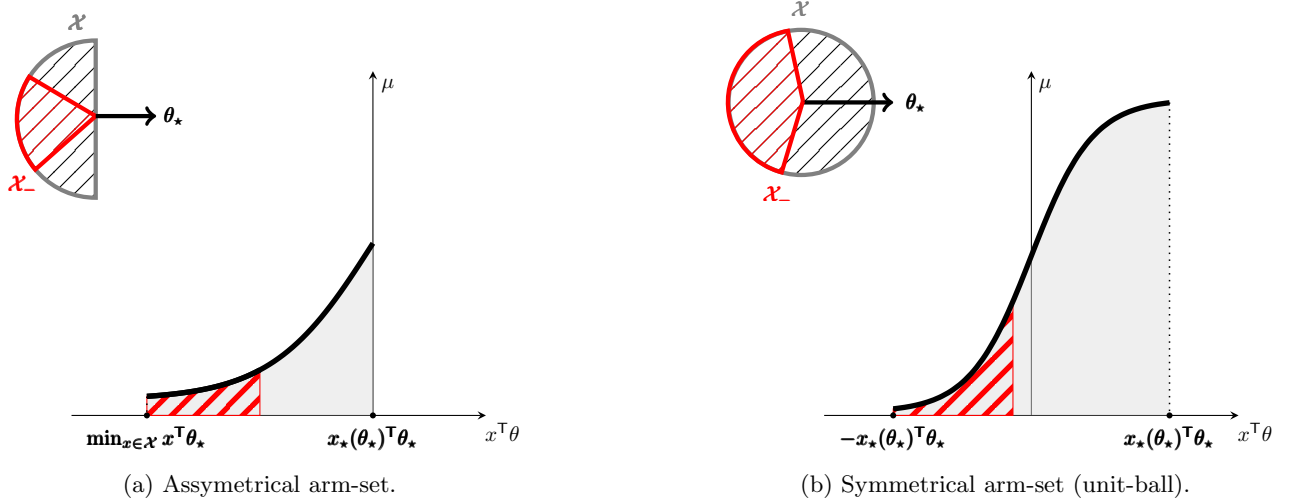 𝒳
θ⋆
𝒳₋
μ
min_{x∈𝒳} x^⊤θ⋆
x⋆(θ⋆)^⊤θ⋆
x^⊤θ
(a) Assymetrical arm-set.
𝒳
θ⋆
𝒳₋
μ
−x⋆(θ⋆)^⊤θ⋆
x⋆(θ⋆)^⊤θ⋆
x^⊤θ
(b) Symmetrical arm-set (unit-ball).